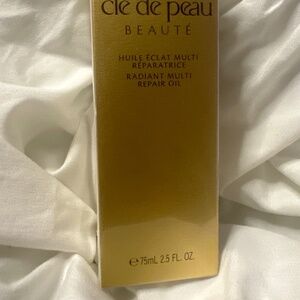 clé de peau
BEAUTÉ
HUILE ÉCLAT MULTI
RÉPARATRICE
RADIANT MULTI
REPAIR OIL
℮ 75mL 2.5 FL. OZ.